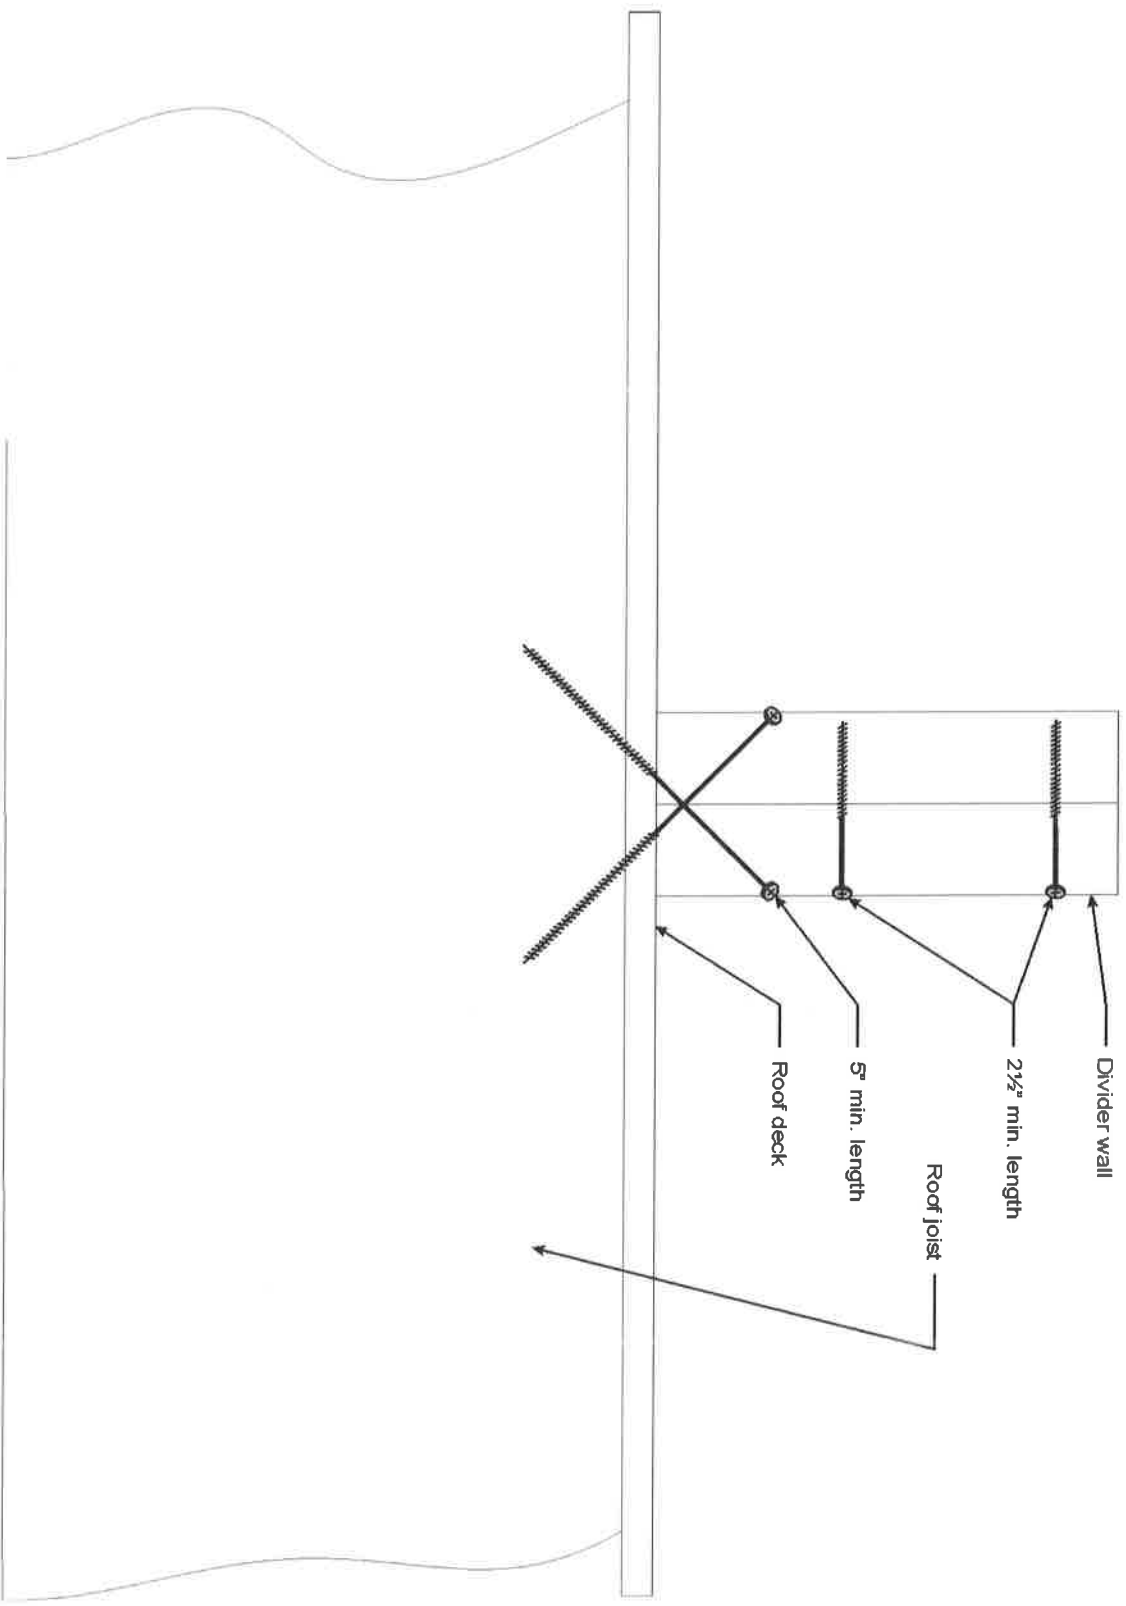 Divider wall
2½" min. length
Roof joist
5" min. length
Roof deck